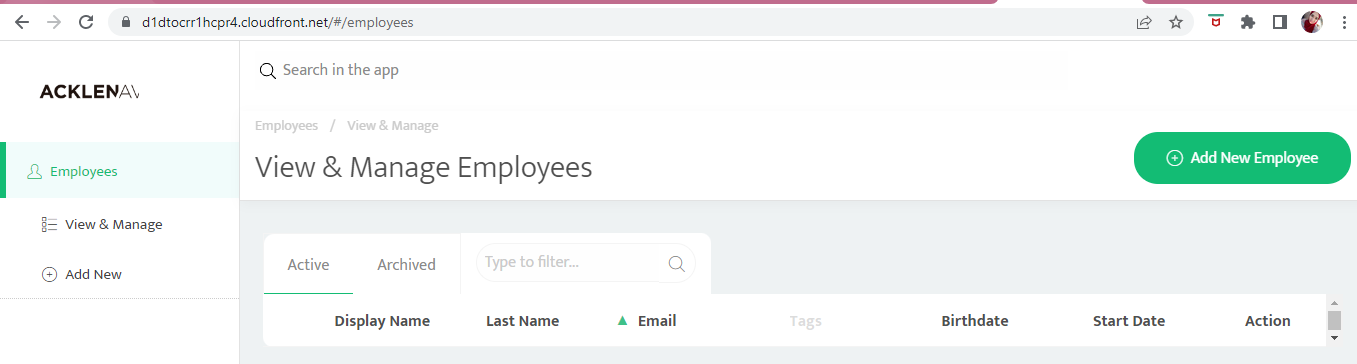 d1dtocrr1hcpr4.cloudfront.net/#/employees
ACKLENAV
Search in the app
Employees / View & Manage
View & Manage Employees
Add New Employee
Employees
View & Manage
Add New
Active Archived Type to filter...
Display Name Last Name Email Tags Birthdate Start Date Action